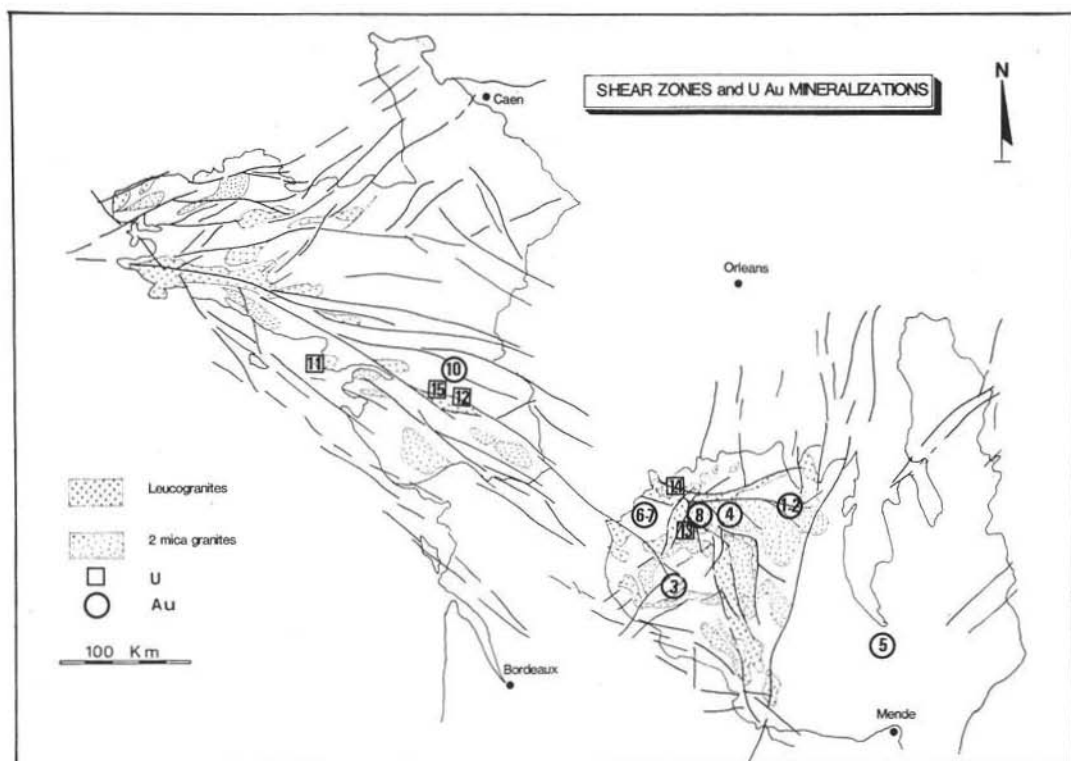 SHEAR ZONES and U Au MINERALIZATIONS
N
Caen
Orleans
11
10
15
12
14
6-7
8
4
1-2
13
3
5
Leucogranites
2 mica granites
U
Au
100 Km
Bordeaux
Mende